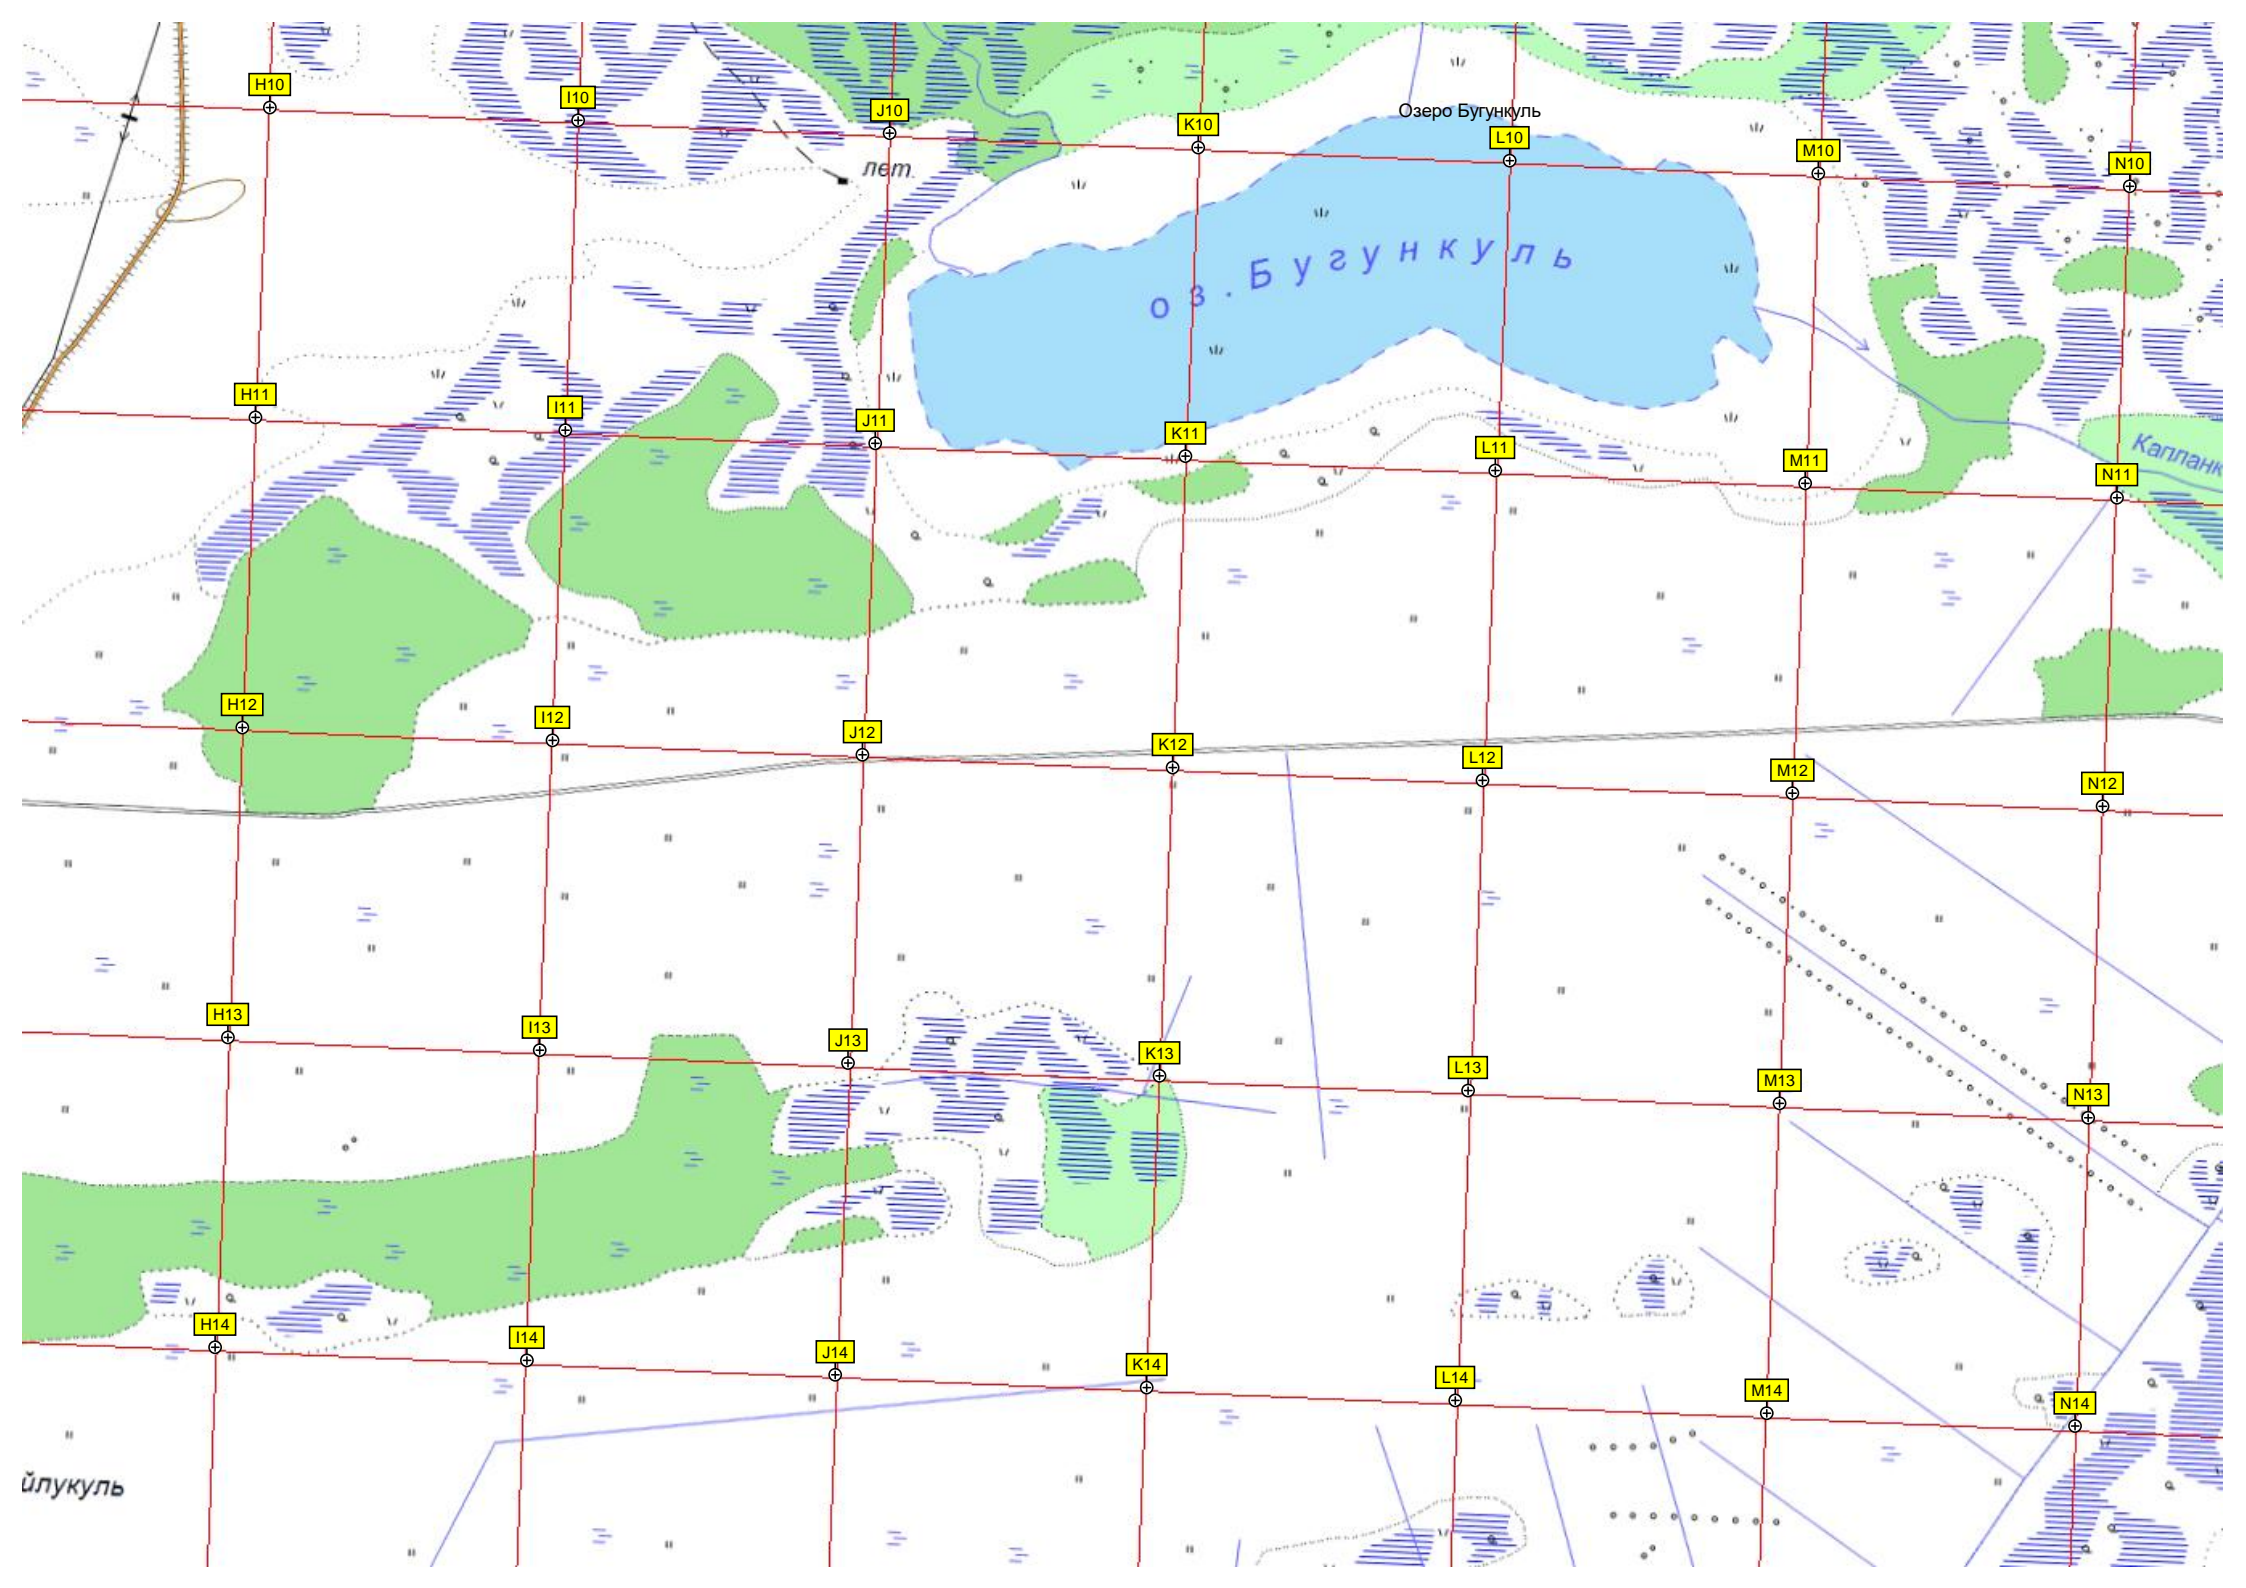 H10
I10
J10
K10
Озеро Бугункуль
L10
M10
N10
лет.
оз. Бугункуль
H11
I11
J11
K11
L11
M11
N11
Капланк
H12
I12
J12
K12
L12
M12
N12
H13
I13
J13
K13
L13
M13
N13
H14
I14
J14
K14
L14
M14
N14
йлукуль